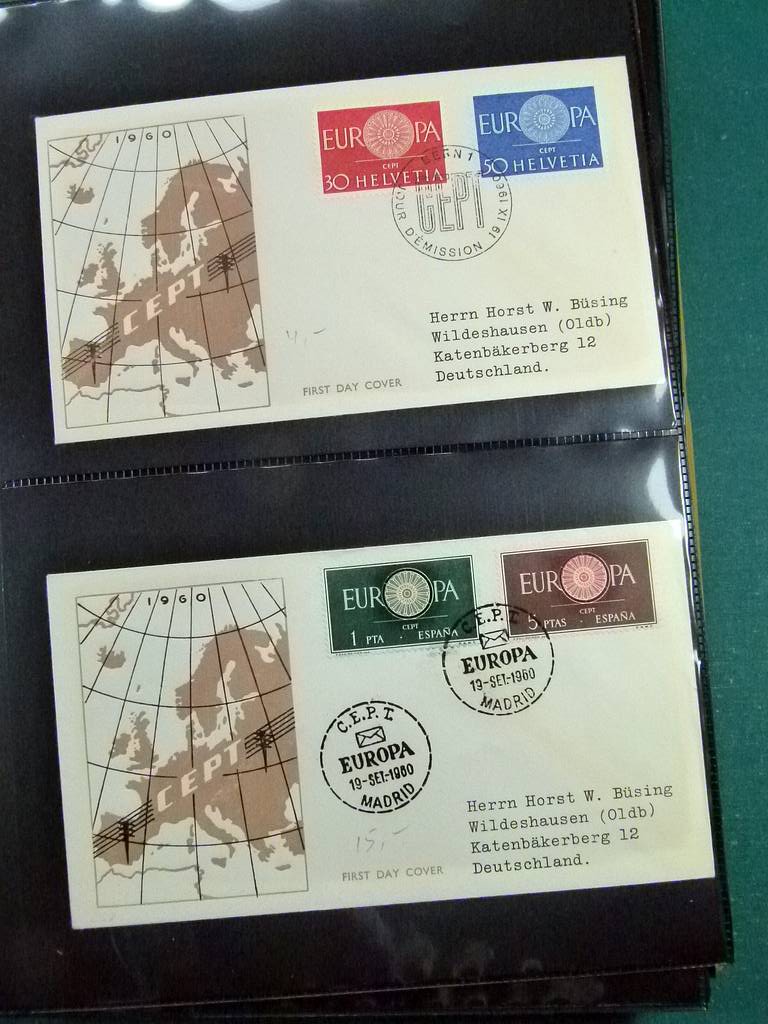 1960
CEPT
EUROPA
CEPT
30 HELVETIA
EUROPA
CEPT
50 HELVETIA
BERN 1
CEPT
JOUR D'ÉMISSION 19 IX 1960
4,-
FIRST DAY COVER
Herrn Horst W. Büsing
Wildeshausen (Oldb)
Katenbäkerberg 12
Deutschland.
1960
CEPT
EUROPA
CEPT
1 PTA · ESPAÑA
EUROPA
CEPT
5 PTAS · ESPAÑA
C.E.P.T.
EUROPA
19-SET-1960
MADRID
C.E.P.T.
EUROPA
19-SET-1960
MADRID
15,-
FIRST DAY COVER
Herrn Horst W. Büsing
Wildeshausen (Oldb)
Katenbäkerberg 12
Deutschland.